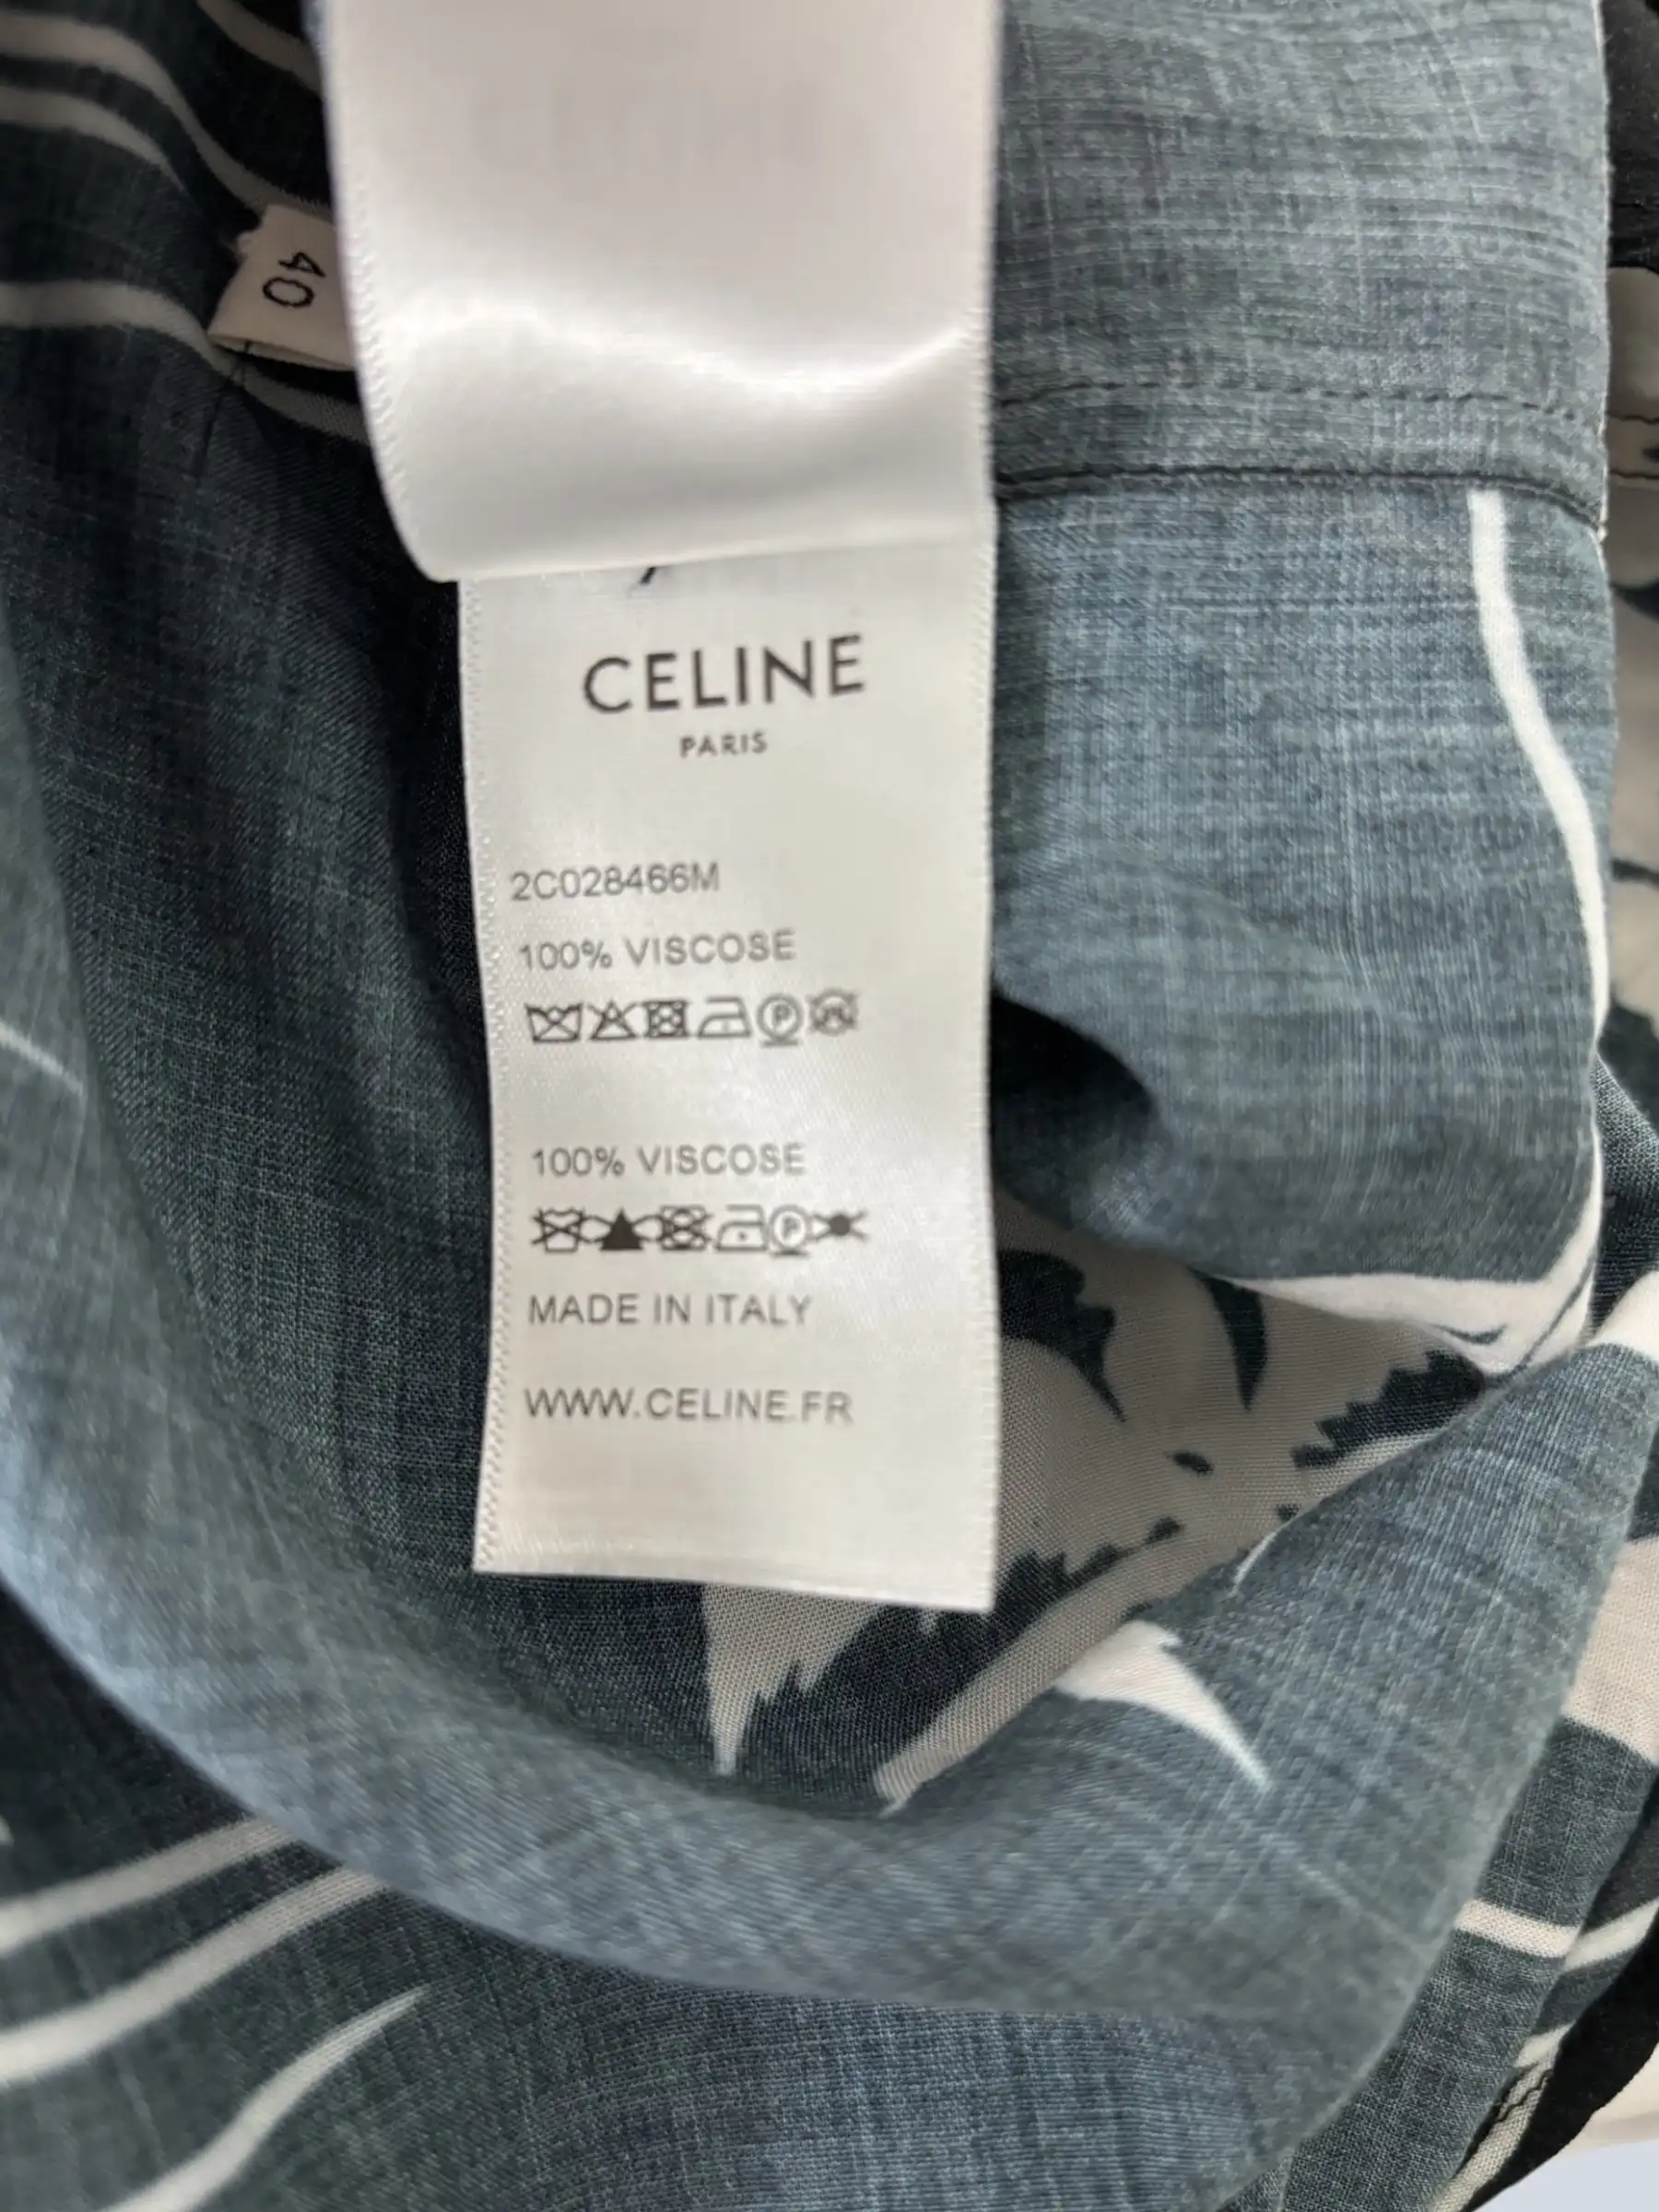 40
CELINE
PARIS
2C028466M
100% VISCOSE
P
100% VISCOSE
P
MADE IN ITALY
WWW.CELINE.FR